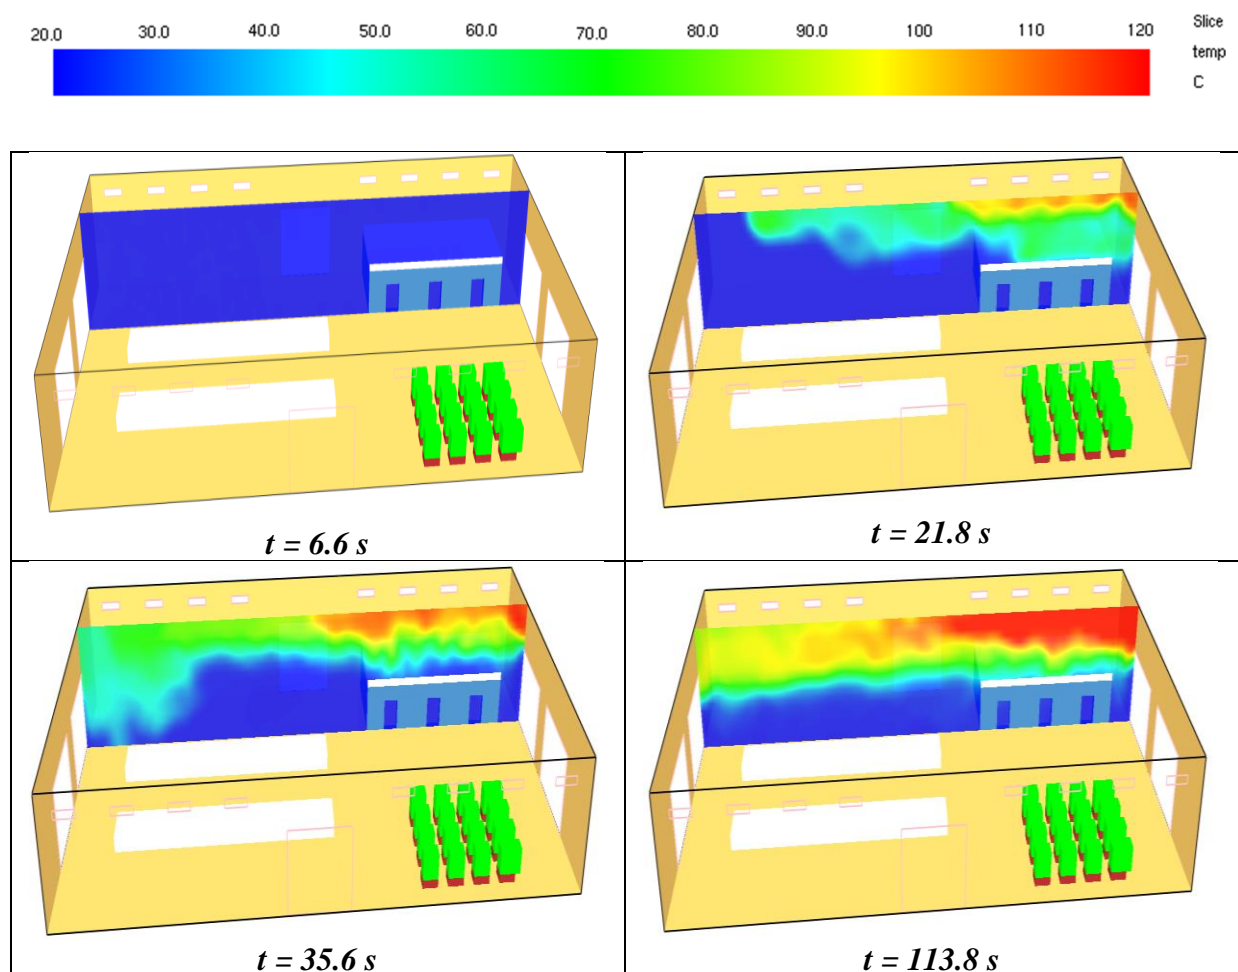 20.0 30.0 40.0 50.0 60.0 70.0 80.0 90.0 100 110 120
Slice
temp
C
t = 6.6 s
t = 21.8 s
t = 35.6 s
t = 113.8 s